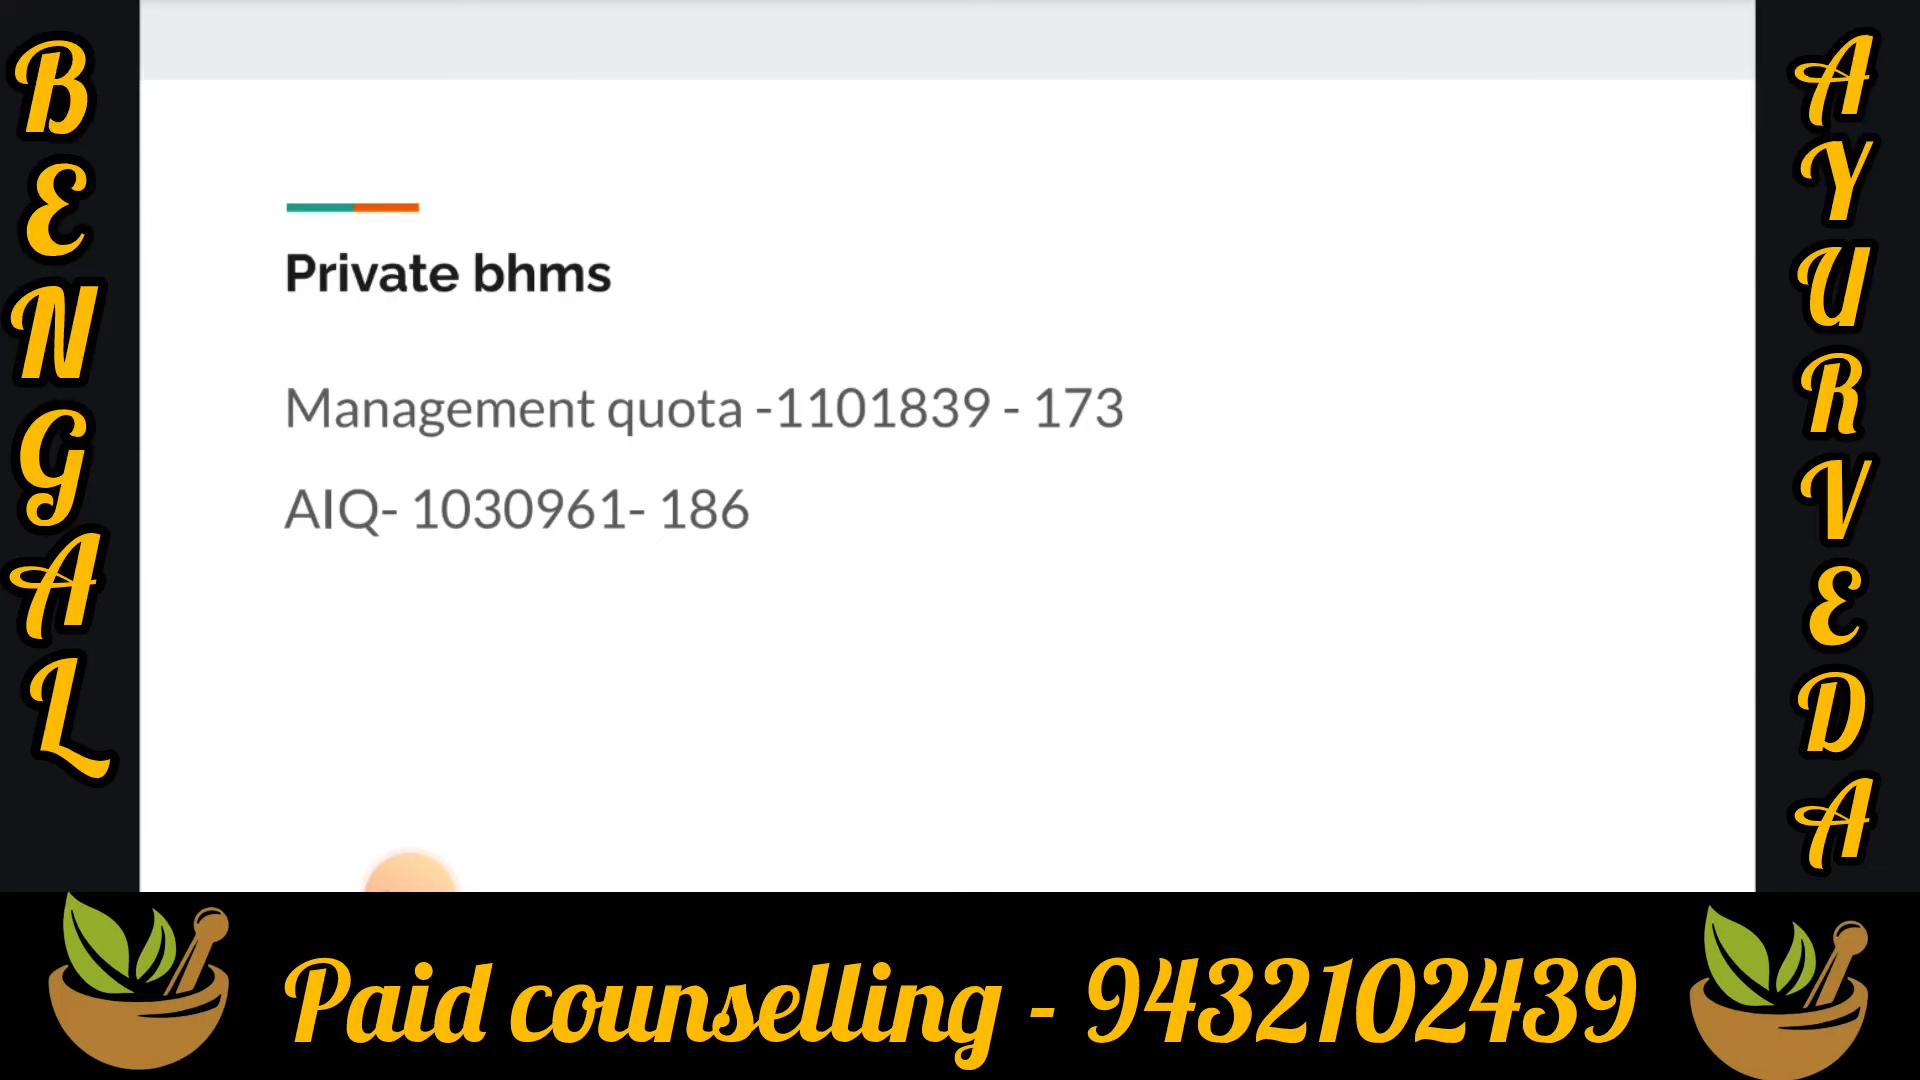 BENGAL
AYURVEDA
Private bhms
Management quota -1101839 - 173
AIQ- 1030961- 186
Paid counselling - 9432102439